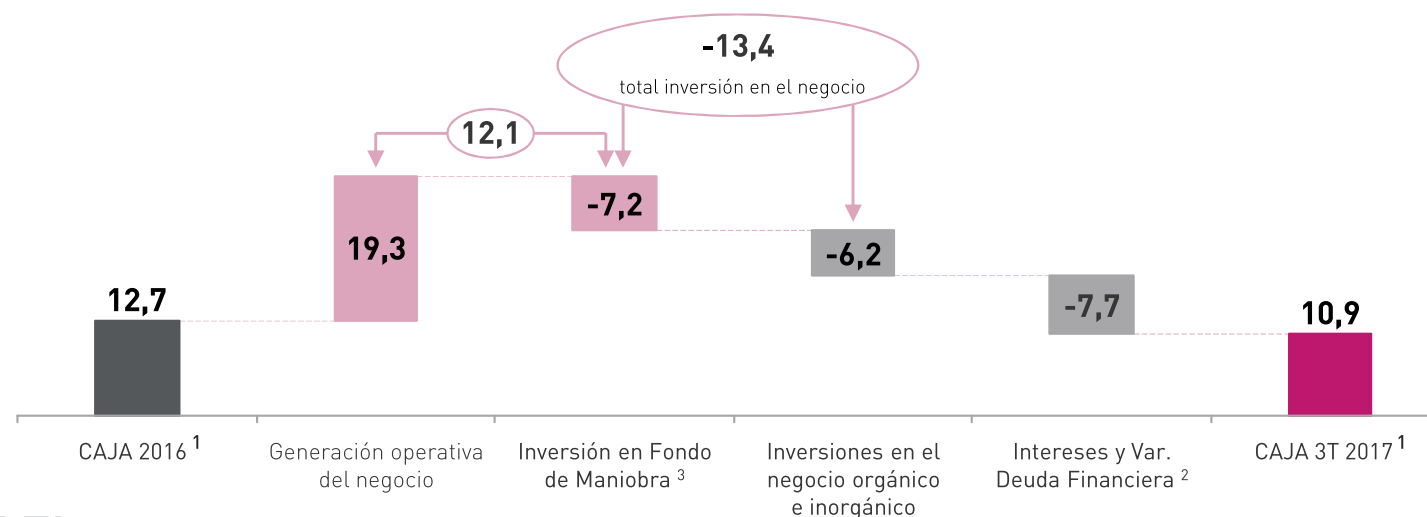 -13,4
total inversión en el negocio
12,1
19,3
-7,2
-6,2
-7,7
12,7
10,9
CAJA 2016 1
Generación operativa
del negocio
Inversión en Fondo
de Maniobra 3
Inversiones en el
negocio orgánico
e inorgánico
Intereses y Var.
Deuda Financiera 2
CAJA 3T 2017 1